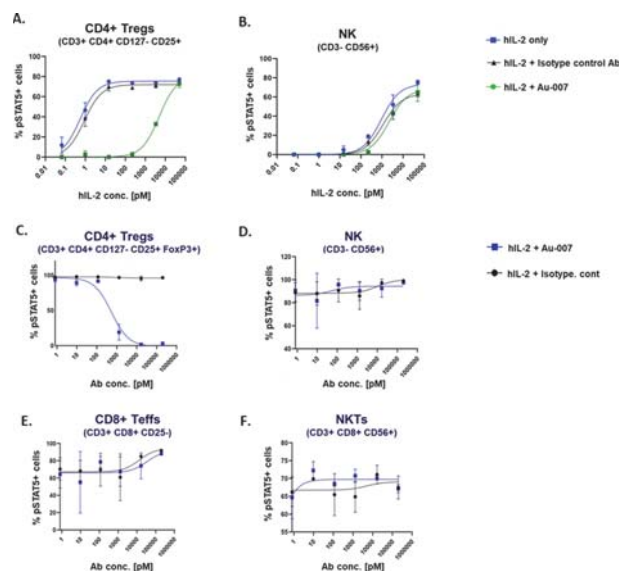 A.
CD4+ Tregs
(CD3+ CD4+ CD127- CD25+
% pSTAT5+ cells
80
60
40
20
0
0.01
0.1
1
10
100
1000
10000
100000
hIL-2 conc. [pM]
B.
NK
(CD3- CD56+)
% pSTAT5+ cells
100
80
60
40
20
0
0.01
0.1
1
10
100
1000
10000
100000
hIL-2 conc. [pM]
hIL-2 only
hIL-2 + Isotype control Ab
hIL-2 + Au-007
C.
CD4+ Tregs
(CD3+ CD4+ CD127- CD25+ FoxP3+)
% pSTAT5+ cells
100
50
0
1
10
100
1000
10000
100000
1000000
Ab conc. [pM]
D.
NK
(CD3- CD56+)
% pSTAT5+ cells
140
120
100
80
60
40
1
10
100
1000
10000
100000
1000000
Ab conc. [pM]
hIL-2 + Au-007
hIL-2 + Isotype. cont
E.
CD8+ Teffs
(CD3+ CD8+ CD25-)
% pSTAT5+ cells
100
80
60
40
20
0
1
10
100
1000
10000
100000
1000000
Ab conc. [pM]
F.
NKTs
(CD3+ CD8+ CD56+)
% pSTAT5+ cells
80
75
70
65
60
55
1
10
100
1000
10000
100000
1000000
Ab conc. [pM]